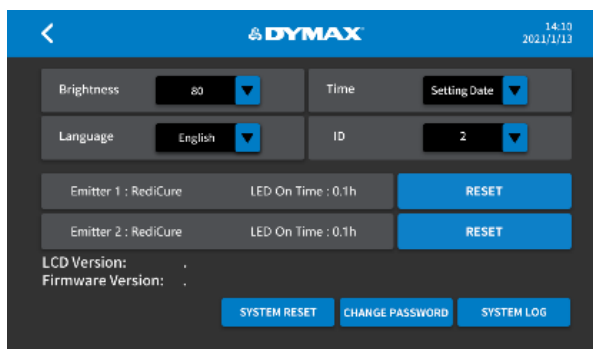 DYMAX
14:10
2021/1/13
Brightness 80 Time Setting Date
Language English ID 2
Emitter 1 : RediCure LED On Time : 0.1h RESET
Emitter 2 : RediCure LED On Time : 0.1h RESET
LCD Version: .
Firmware Version: .
SYSTEM RESET CHANGE PASSWORD SYSTEM LOG